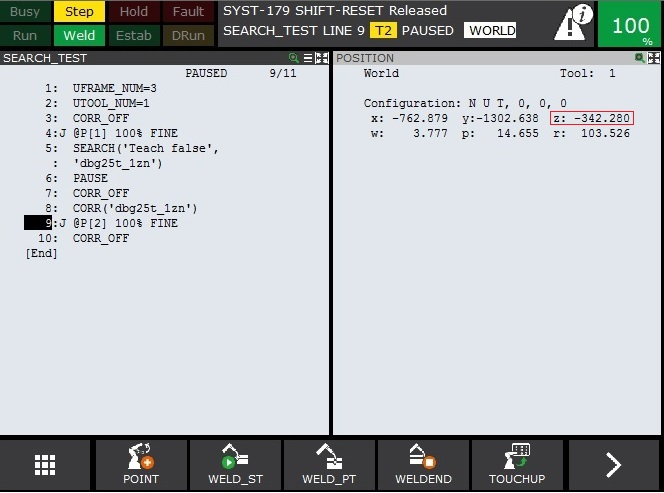 Busy Step Hold Fault
Run Weld Estab DRun
SYST-179 SHIFT-RESET Released
SEARCH_TEST LINE 9 T2 PAUSED WORLD
100
%
SEARCH_TEST
PAUSED 9/11
1: UFRAME_NUM=3
2: UTOOL_NUM=1
3: CORR_OFF
4:J @P[1] 100% FINE
5: SEARCH('Teach false',
: 'dbg25t_1zn')
6: PAUSE
7: CORR_OFF
8: CORR('dbg25t_1zn')
9:J @P[2] 100% FINE
10: CORR_OFF
[End]
POSITION
World Tool: 1
Configuration: N U T, 0, 0, 0
x: -762.879 y:-1302.638 z: -342.280
w: 3.777 p: 14.655 r: 103.526
POINT WELD_ST WELD_PT WELDEND TOUCHUP